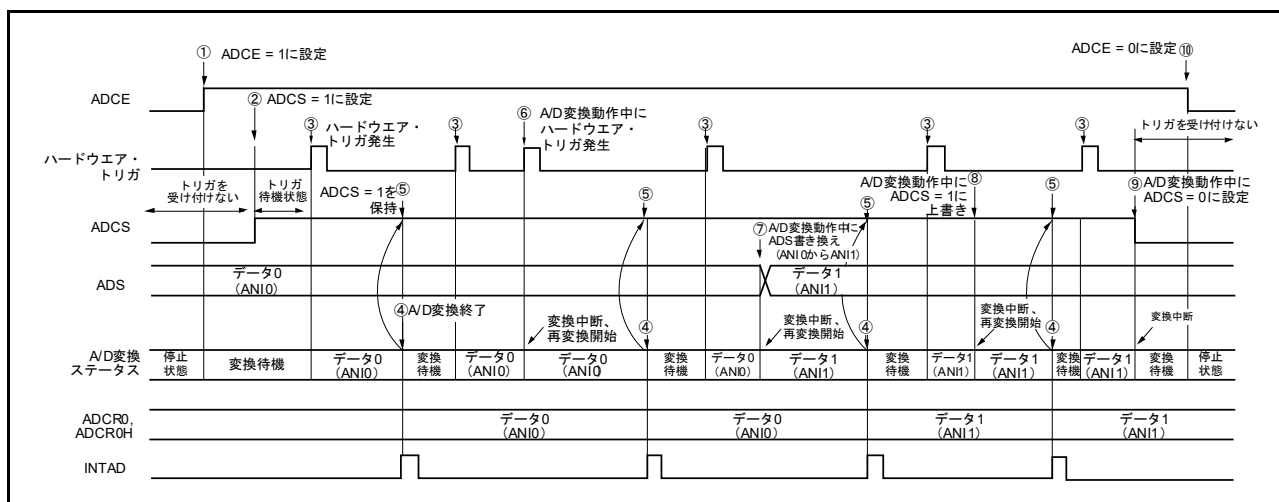 ① ADCE = 1に設定
ADCE = 0に設定 ⑩
ADCE
② ADCS = 1に設定
③ ハードウエア・
トリガ発生
③
⑥ A/D変換動作中に
ハードウエア・
トリガ発生
③
③
③
トリガを受け付けない
ハードウエア・
トリガ
トリガを
受け付けない
トリガ
待機状態
ADCS = 1を
保持
⑤
⑤
A/D変換動作中に
ADCS = 1に
上書き
⑧
⑤
⑤
⑨ A/D変換動作中に
ADCS = 0に設定
ADCS
⑦ A/D変換動作中に
ADS書き換え
(ANI0からANI1)
ADS
データ0
(ANI0)
データ1
(ANI1)
④A/D変換終了
変換中断、
再変換開始
④
変換中断、
再変換開始
④
変換中断、
再変換開始
④
変換中断
A/D変換
ステータス
停止
状態
変換待機
データ0
(ANI0)
変換
待機
データ0
(ANI0)
データ0
(ANI0)
変換
待機
データ0
(ANI0)
データ1
(ANI1)
変換
待機
データ1
(ANI1)
データ1
(ANI1)
変換
待機
データ1
(ANI1)
変換
待機
停止
状態
ADCR0,
ADCR0H
データ0
(ANI0)
データ0
(ANI0)
データ1
(ANI1)
データ1
(ANI1)
INTAD